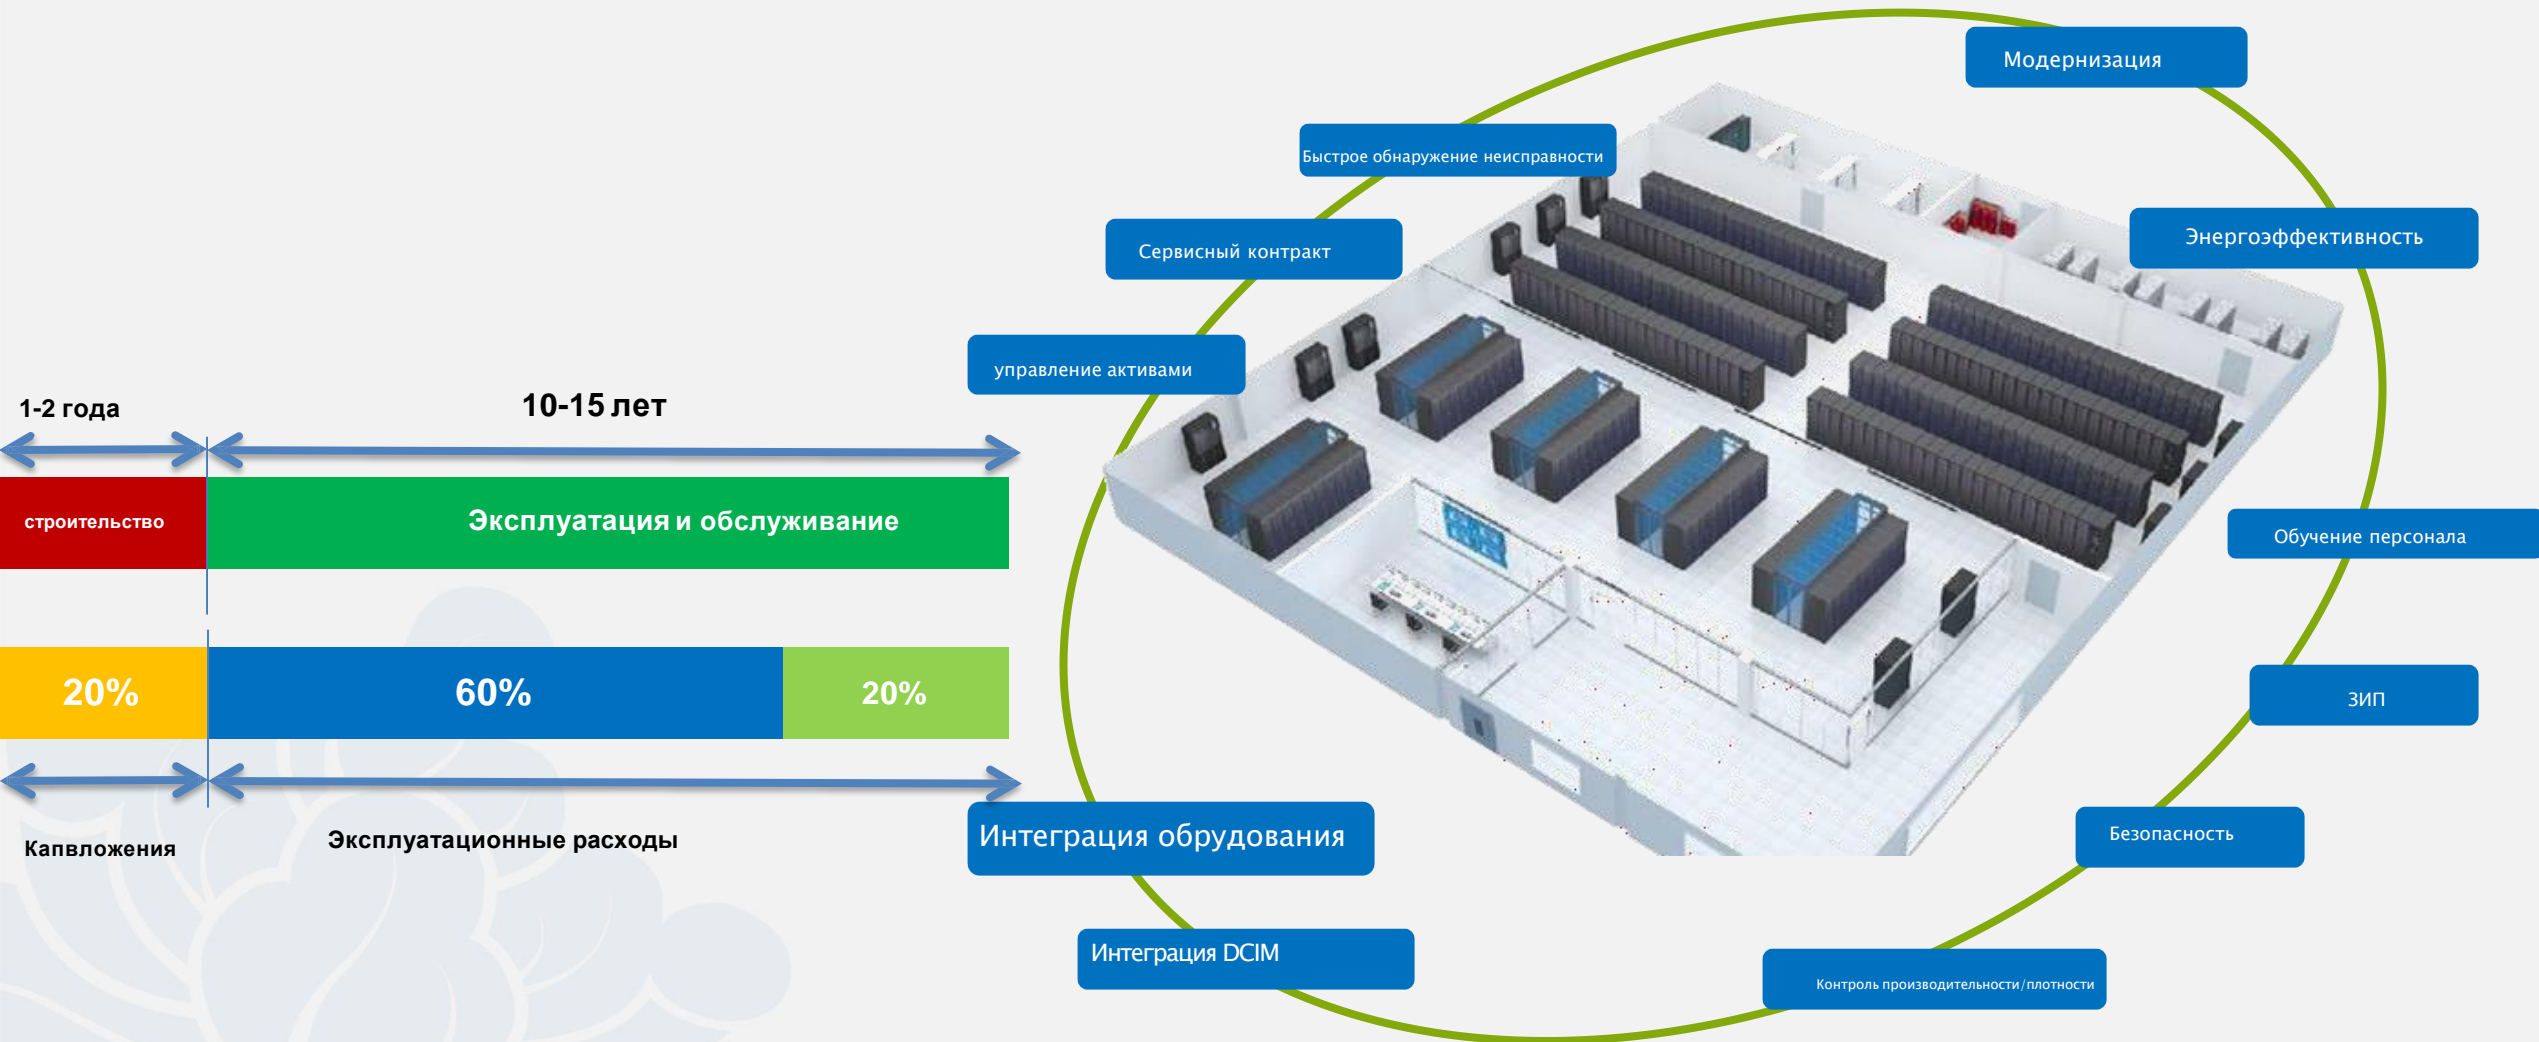 1-2 года
10-15 лет
строительство
Эксплуатация и обслуживание
20%
60%
20%
Капвложения
Эксплуатационные расходы
Модернизация
Быстрое обнаружение неисправности
Энергоэффективность
Сервисный контракт
управление активами
Обучение персонала
ЗИП
Интеграция обрудования
Безопасность
Интеграция DCIM
Контроль производительности/плотности